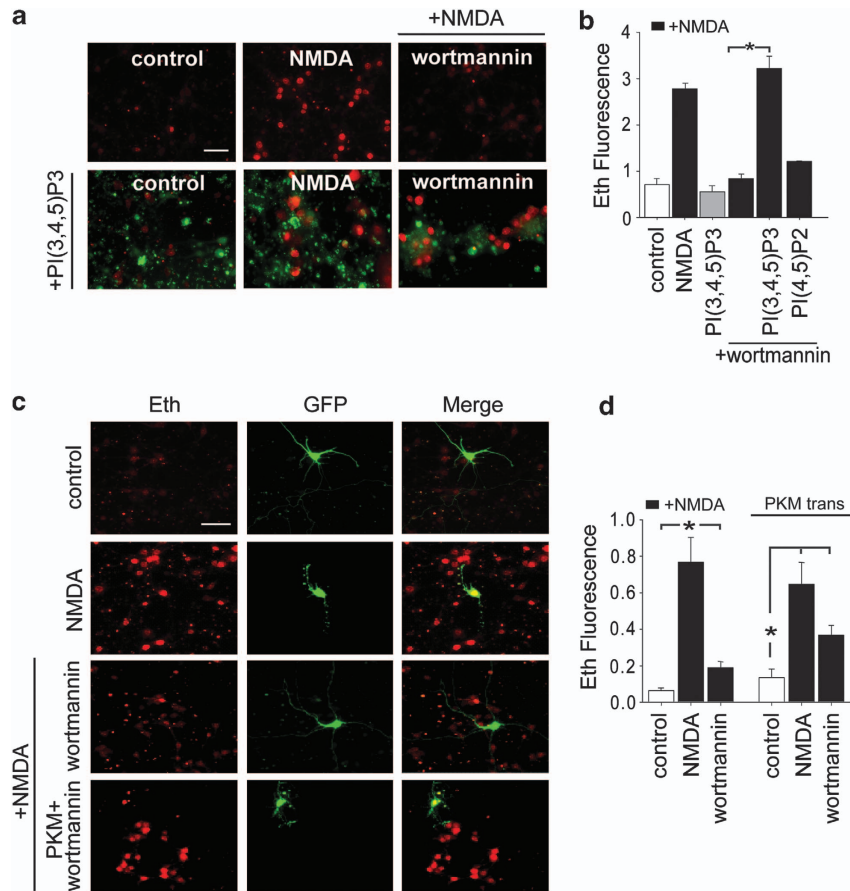 a
+NMDA
control
NMDA
wortmannin
+PI(3,4,5)P3
control
NMDA
wortmannin
b
+NMDA
*
Eth Fluorescence
4
3
2
1
0
control
NMDA
PI(3,4,5)P3
PI(3,4,5)P3
PI(4,5)P2
+wortmannin
c
Eth
GFP
Merge
control
NMDA
+NMDA
wortmannin
PKM+
wortmannin
d
+NMDA
PKM trans
*
*
Eth Fluorescence
1.0
0.8
0.6
0.4
0.2
0.0
control
NMDA
wortmannin
control
NMDA
wortmannin